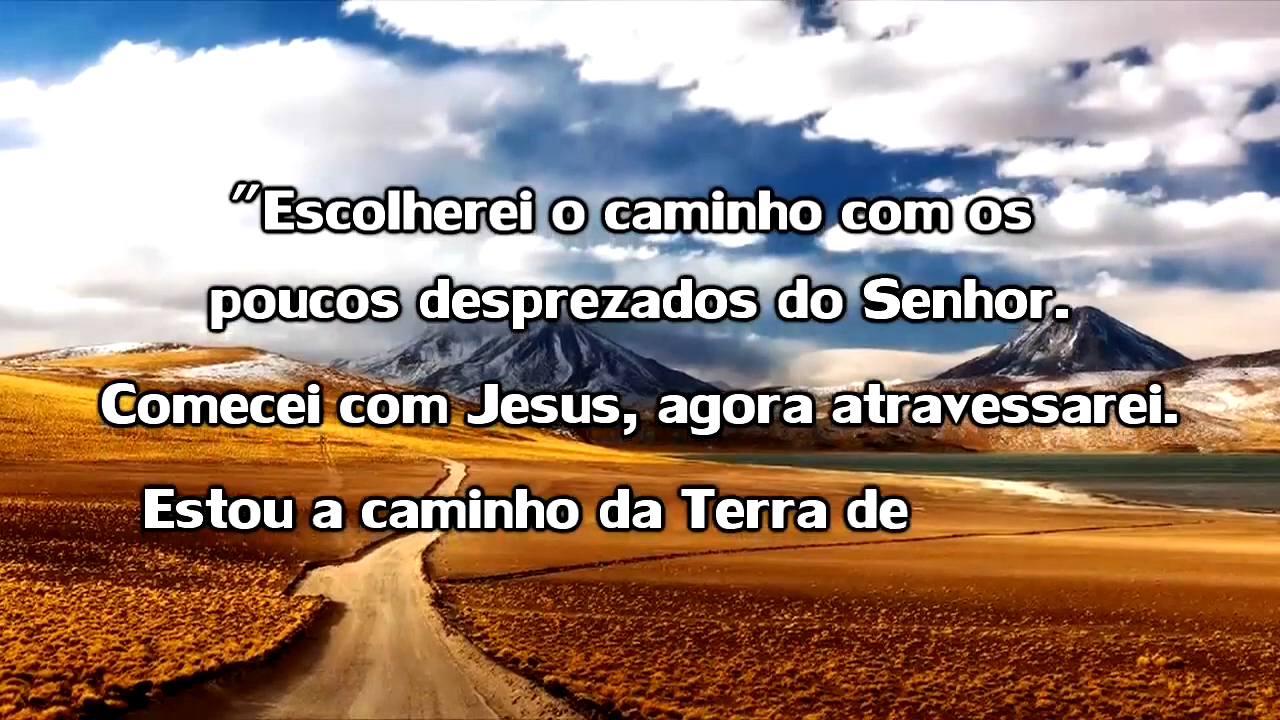 "Escolherei o caminho com os
poucos desprezados do Senhor.
Comecei com Jesus, agora atravessarei.
Estou a caminho da Terra de